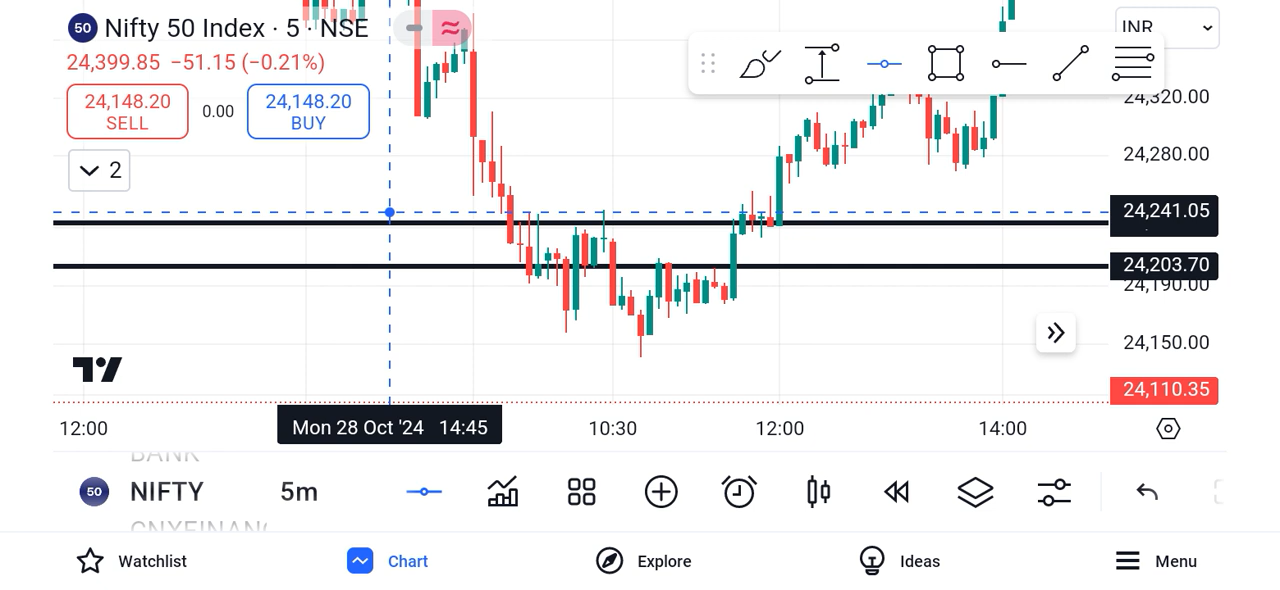 50 Nifty 50 Index · 5 · NSE
INR
24,399.85 −51.15 (−0.21%)
24,148.20 SELL
0.00
24,148.20 BUY
2
24,320.00
24,280.00
24,241.05
24,203.70
24,190.00
24,150.00
24,110.35
12:00
Mon 28 Oct '24 14:45
10:30
12:00
14:00
BANK
50 NIFTY 5m
CNXFINANC
Watchlist
Chart
Explore
Ideas
Menu